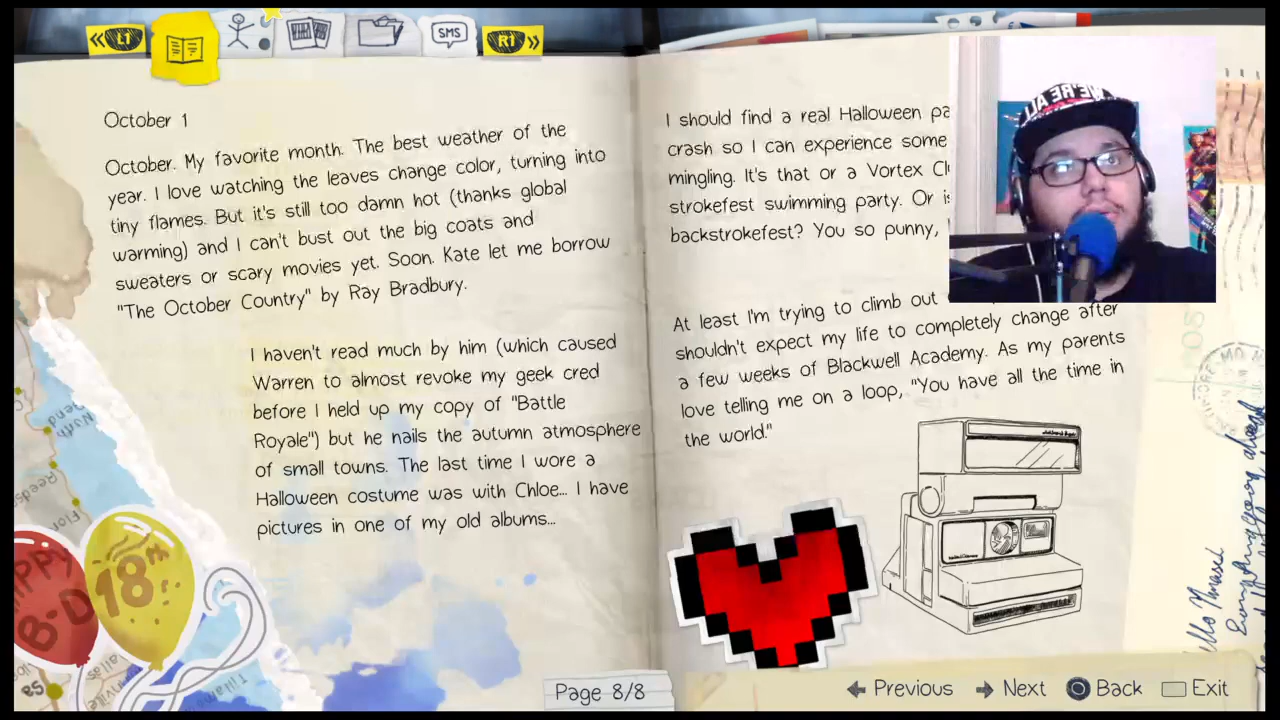 L1
SMS
R1
October 1
October. My favorite month. The best weather of the
year. I love watching the leaves change color, turning into
tiny flames. But it's still too damn hot (thanks global
warming) and I can't bust out the big coats and
sweaters or scary movies yet. Soon. Kate let me borrow
"The October Country" by Ray Bradbury.
I haven't read much by him (which caused
Warren to almost revoke my geek cred
before I held up my copy of "Battle
Royale") but he nails the autumn atmosphere
of small towns. The last time I wore a
Halloween costume was with Chloe... I have
pictures in one of my old albums...
I should find a real Halloween pa
crash so I can experience some
mingling. It's that or a Vortex Cl
strokefest swimming party. Or is
backstrokefest? You so punny,
At least I'm trying to climb out
shouldn't expect my life to completely change after
a few weeks of Blackwell Academy. As my parents
love telling me on a loop, "You have all the time in
the world."
WE'RE ALL
HAPPY
B-D
18th
Page 8/8
Previous
Next
Back
Exit